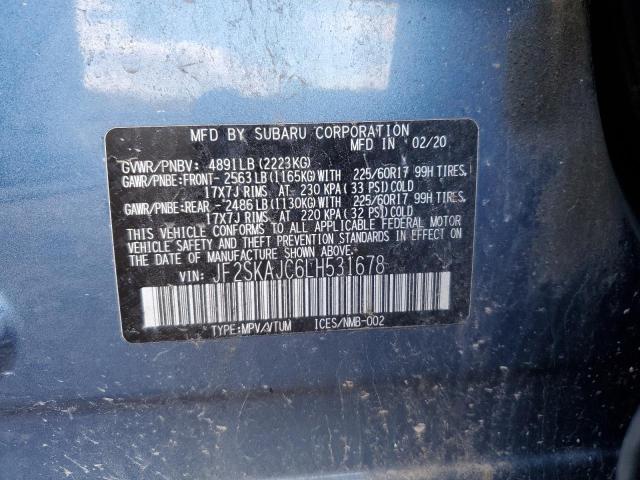 MFD BY SUBARU CORPORATION
MFD IN 02/20
GVWR/PNBV: 4891LB (2223KG)
GAWR/PNBE:FRONT- 2563LB (1165KG) WITH 225/60R17 99H TIRES,
17X7J RIMS, AT 230 KPA (33 PSI) COLD
GAWR/PNBE:REAR -2486LB (1130KG) WITH 225/60R17 99H TIRES,
17X7J RIMS, AT 220 KPA (32 PSI) COLD
THIS VEHICLE CONFORMS TO ALL APPLICABLE FEDERAL MOTOR
VEHICLE SAFETY AND THEFT PREVENTION STANDARDS IN EFFECT ON
THE DATE OF MANUFACTURE SHOWN ABOVE.
VIN: JF2SKAJC6LH531678
TYPE:MPV/VTUM ICES/NMB-002